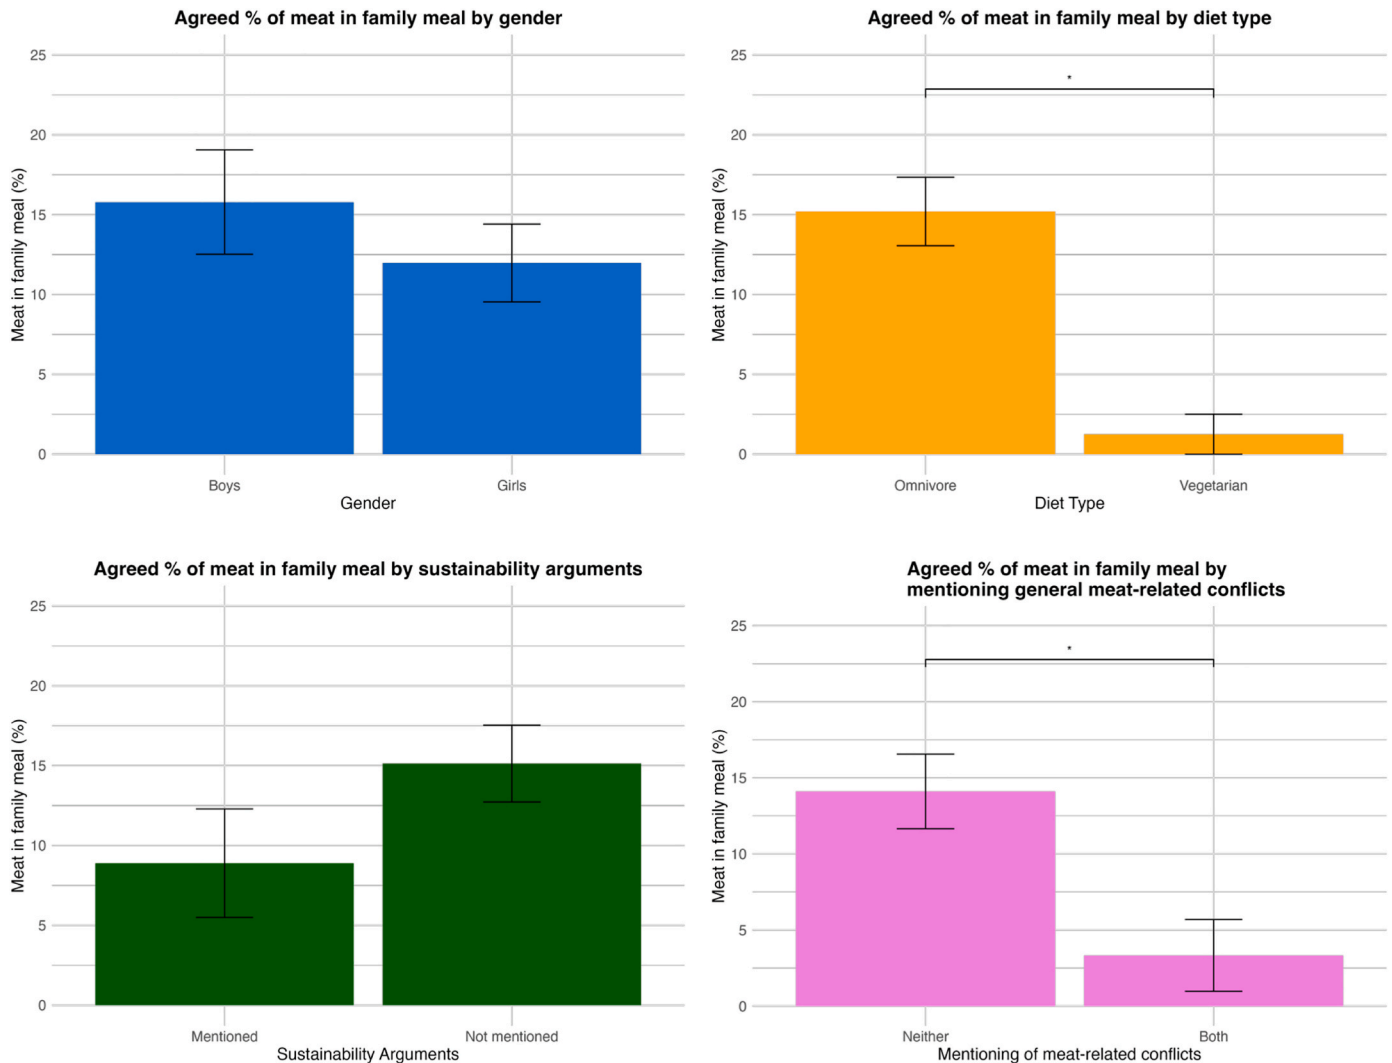 Agreed % of meat in family meal by gender
25
20
15
10
5
0
Meat in family meal (%)
Boys
Girls
Gender
Agreed % of meat in family meal by diet type
*
25
20
15
10
5
0
Meat in family meal (%)
Omnivore
Vegetarian
Diet Type
Agreed % of meat in family meal by sustainability arguments
25
20
15
10
5
0
Meat in family meal (%)
Mentioned
Not mentioned
Sustainability Arguments
Agreed % of meat in family meal by
mentioning general meat-related conflicts
*
25
20
15
10
5
0
Meat in family meal (%)
Neither
Both
Mentioning of meat-related conflicts